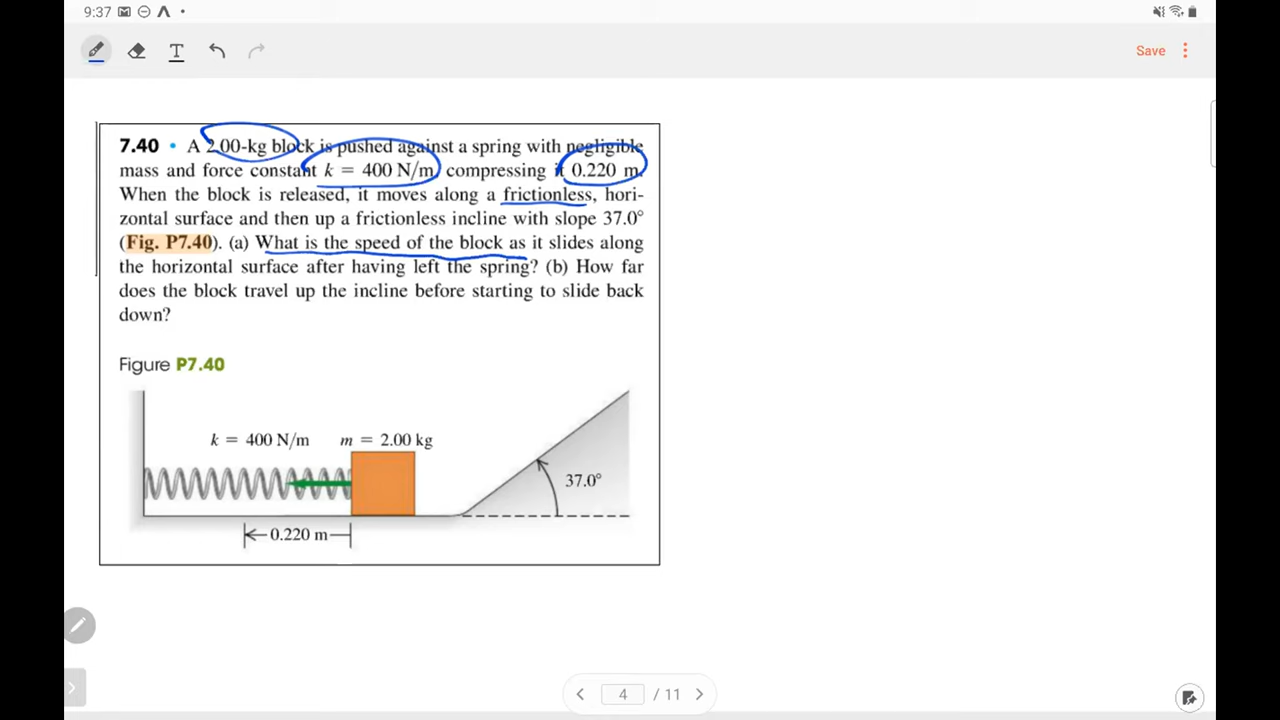 9:37
Save
7.40 • A 2.00-kg block is pushed against a spring with negligible
mass and force constant k = 400 N/m, compressing it 0.220 m.
When the block is released, it moves along a frictionless, hori-
zontal surface and then up a frictionless incline with slope 37.0°
(Fig. P7.40). (a) What is the speed of the block as it slides along
the horizontal surface after having left the spring? (b) How far
does the block travel up the incline before starting to slide back
down?
Figure P7.40
k = 400 N/m m = 2.00 kg
37.0°
0.220 m
4 / 11